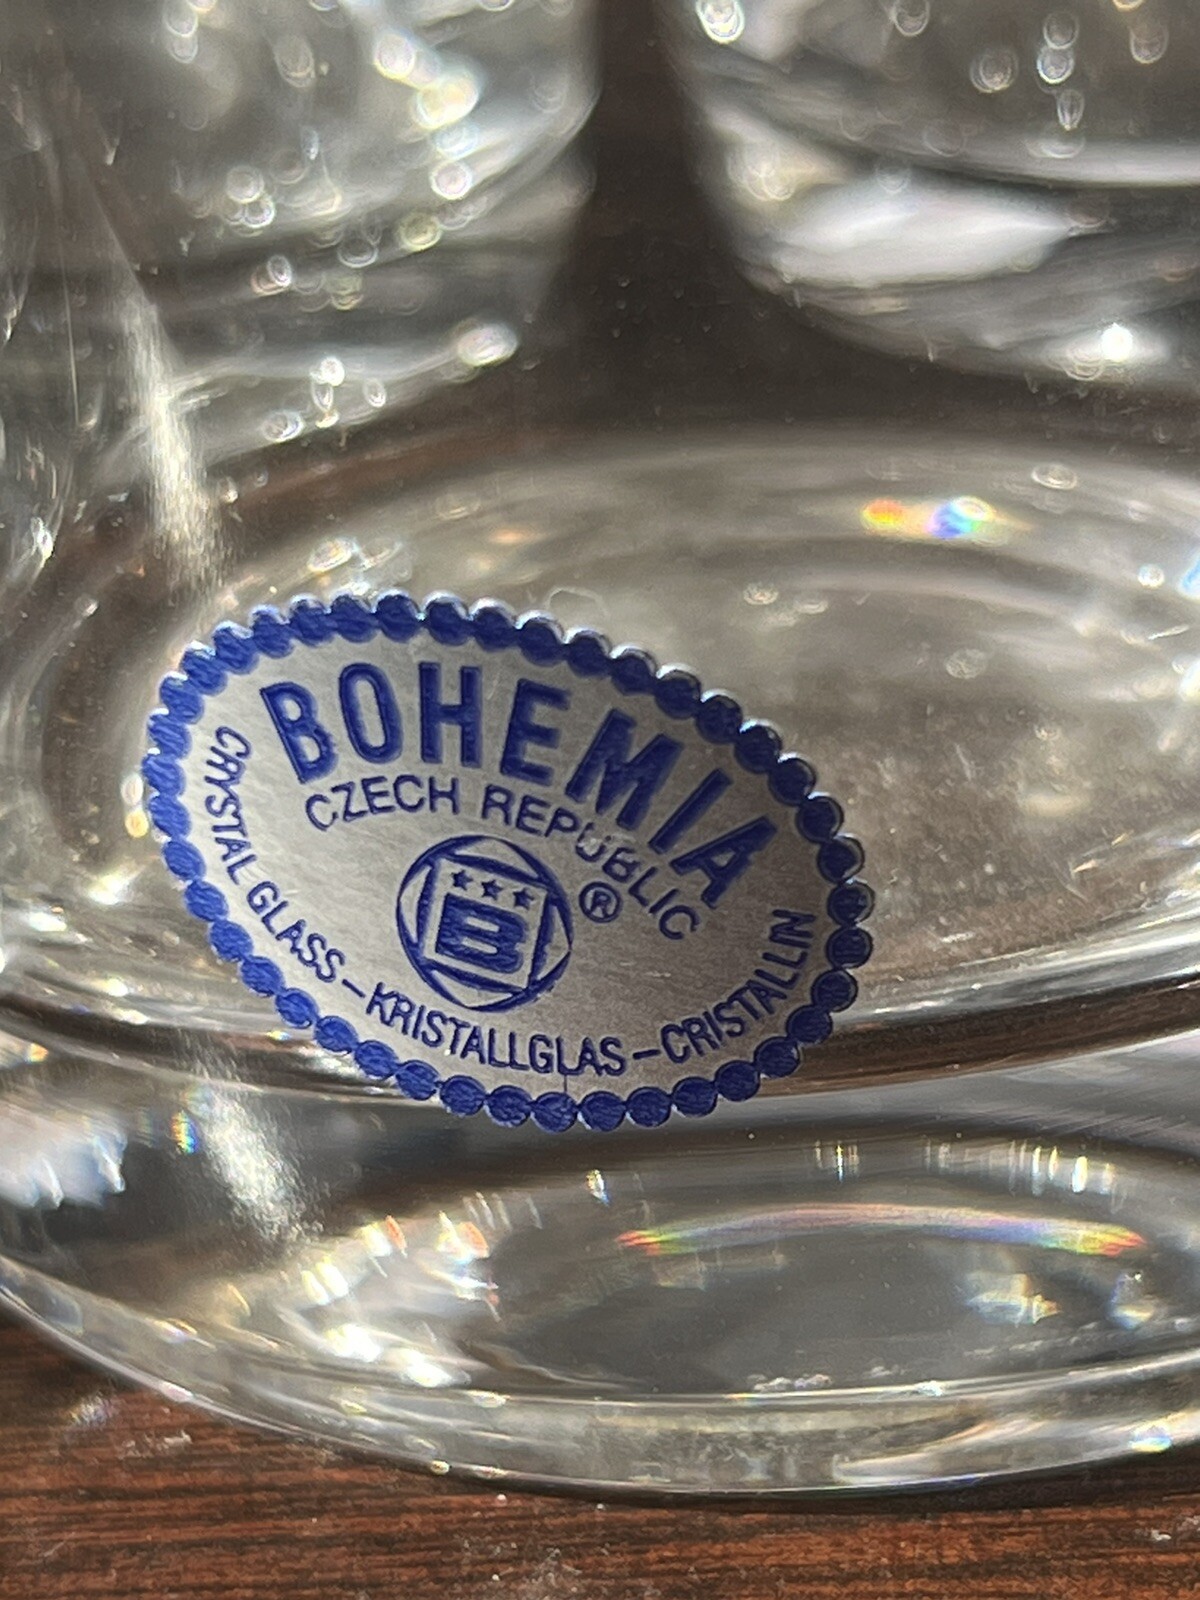 BOHEMIA
CZECH REPUBLIC
B ®
CRYSTAL GLASS – KRISTALLGLAS – CRISTALLIN